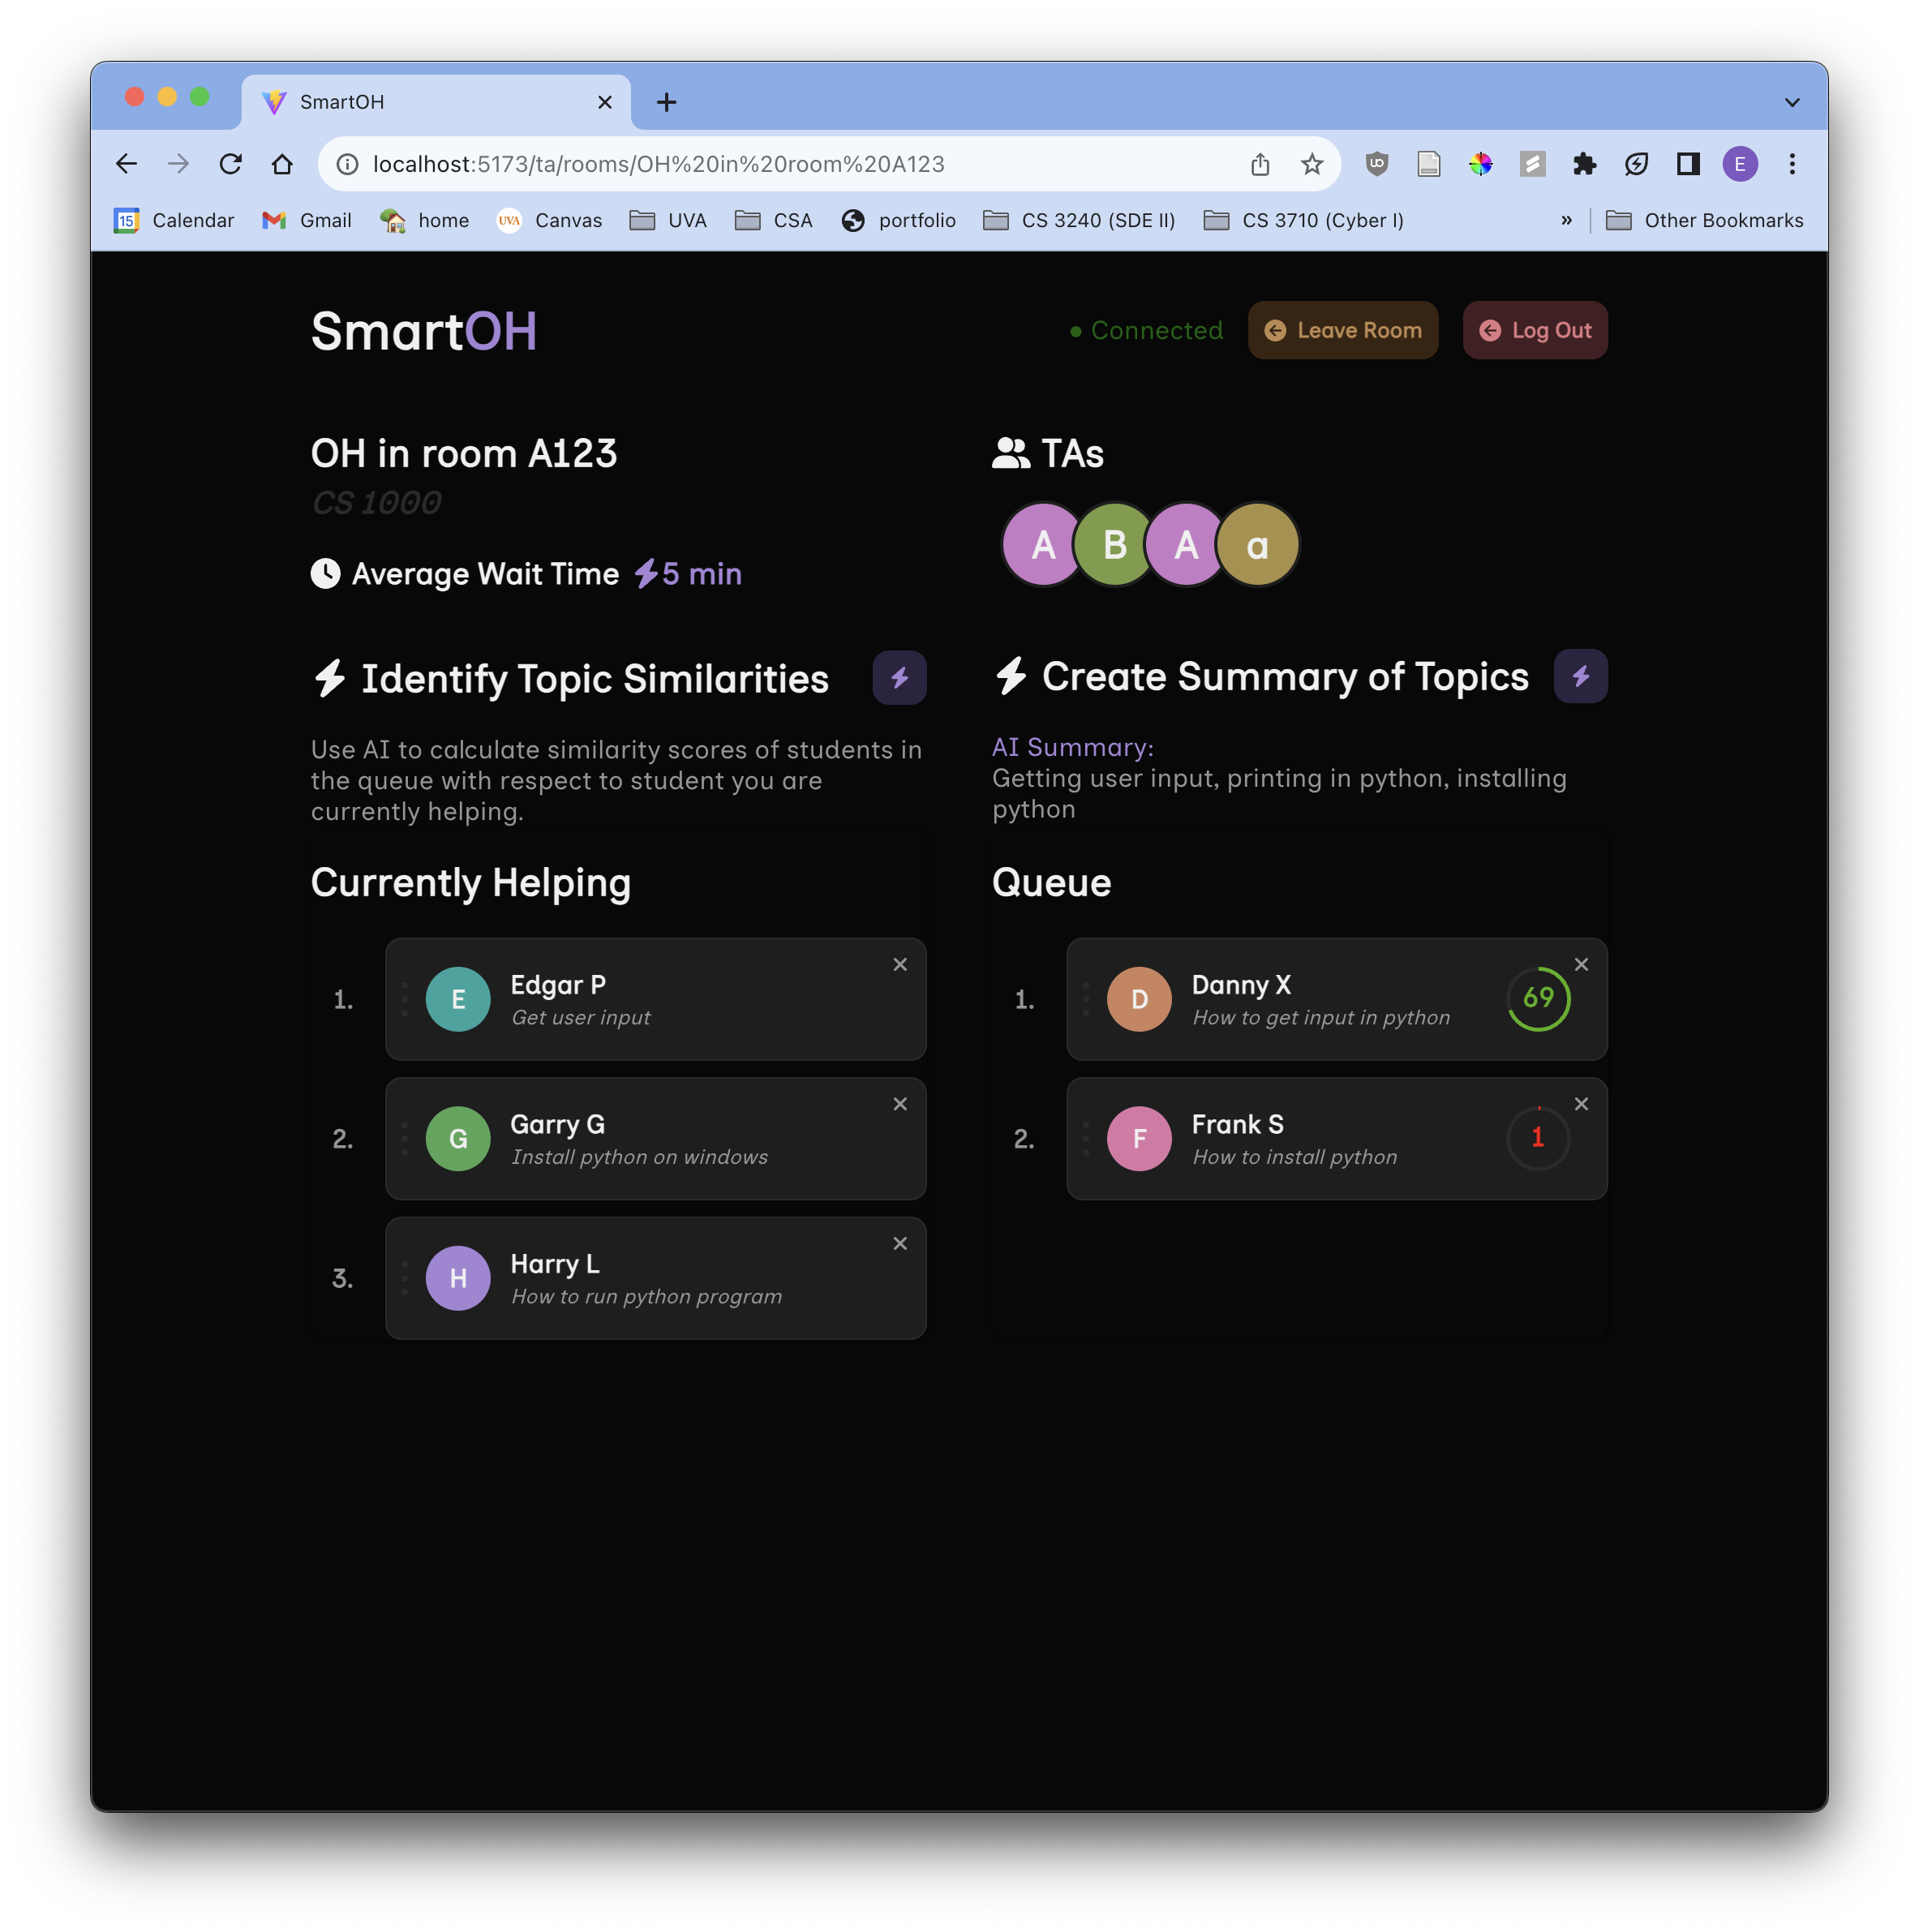 SmartOH
localhost:5173/ta/rooms/OH%20in%20room%20A123
E
15 Calendar
Gmail
home
UVA Canvas
UVA
CSA
portfolio
CS 3240 (SDE II)
CS 3710 (Cyber I)
»
Other Bookmarks
SmartOH
Connected
Leave Room
Log Out
OH in room A123
CS 1000
Average Wait Time 5 min
TAs
A B A a
Identify Topic Similarities
Use AI to calculate similarity scores of students in
the queue with respect to student you are
currently helping.
Create Summary of Topics
AI Summary:
Getting user input, printing in python, installing
python
Currently Helping
1.
E
Edgar P
Get user input
2.
G
Garry G
Install python on windows
3.
H
Harry L
How to run python program
Queue
1.
D
Danny X
How to get input in python
69
2.
F
Frank S
How to install python
1